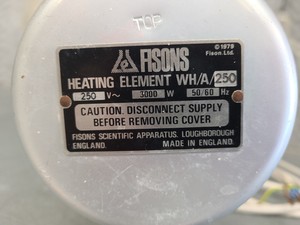 TOP
FISONS
© 1979
Fison. Ltd.
HEATING ELEMENT WH/A/250
250 V~ 3000 W 50/60 Hz
CAUTION. DISCONNECT SUPPLY
BEFORE REMOVING COVER
FISONS SCIENTIFIC APPARATUS. LOUGHBOROUGH
ENGLAND. MADE IN ENGLAND.